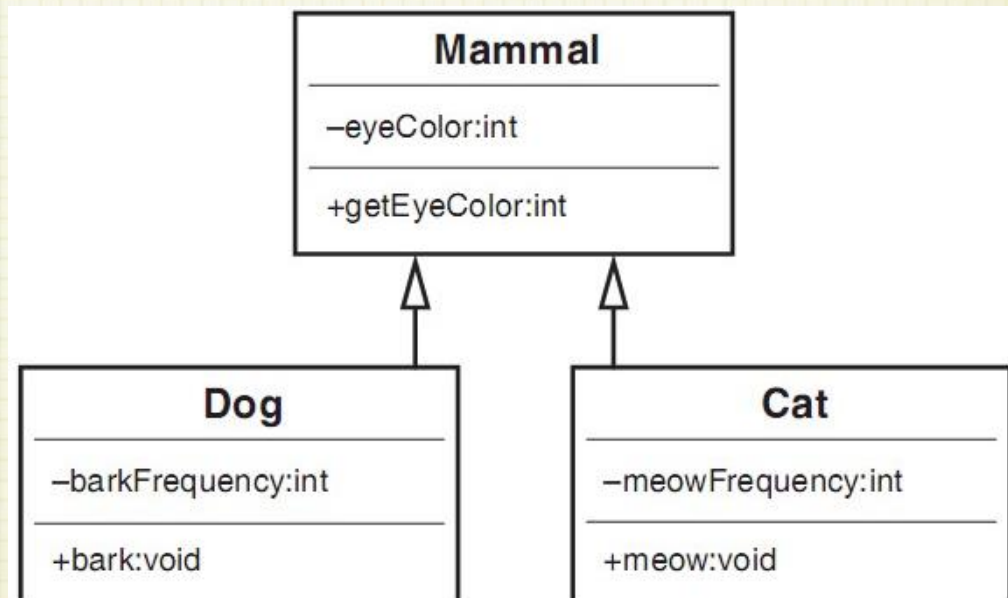 Mammal
–eyeColor:int
+getEyeColor:int
Dog
–barkFrequency:int
+bark:void
Cat
–meowFrequency:int
+meow:void